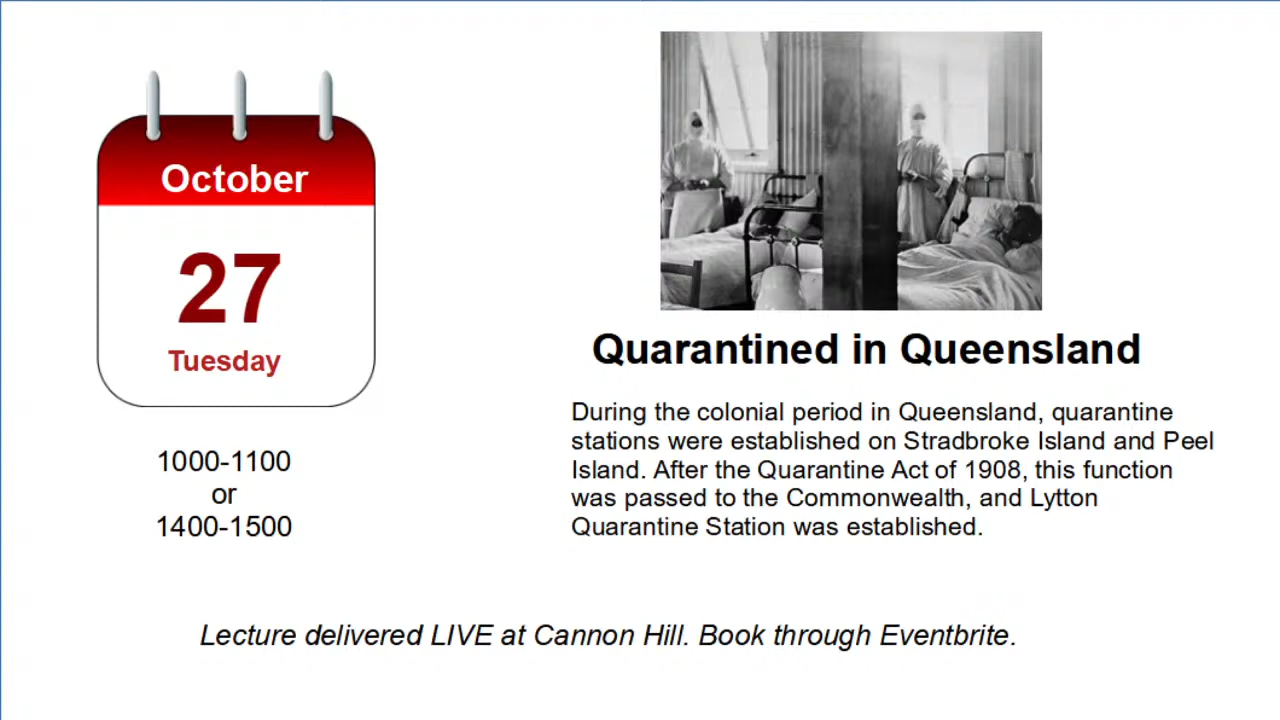 October
27
Tuesday
1000-1100
or
1400-1500
Quarantined in Queensland
During the colonial period in Queensland, quarantine
stations were established on Stradbroke Island and Peel
Island. After the Quarantine Act of 1908, this function
was passed to the Commonwealth, and Lytton
Quarantine Station was established.
Lecture delivered LIVE at Cannon Hill. Book through Eventbrite.